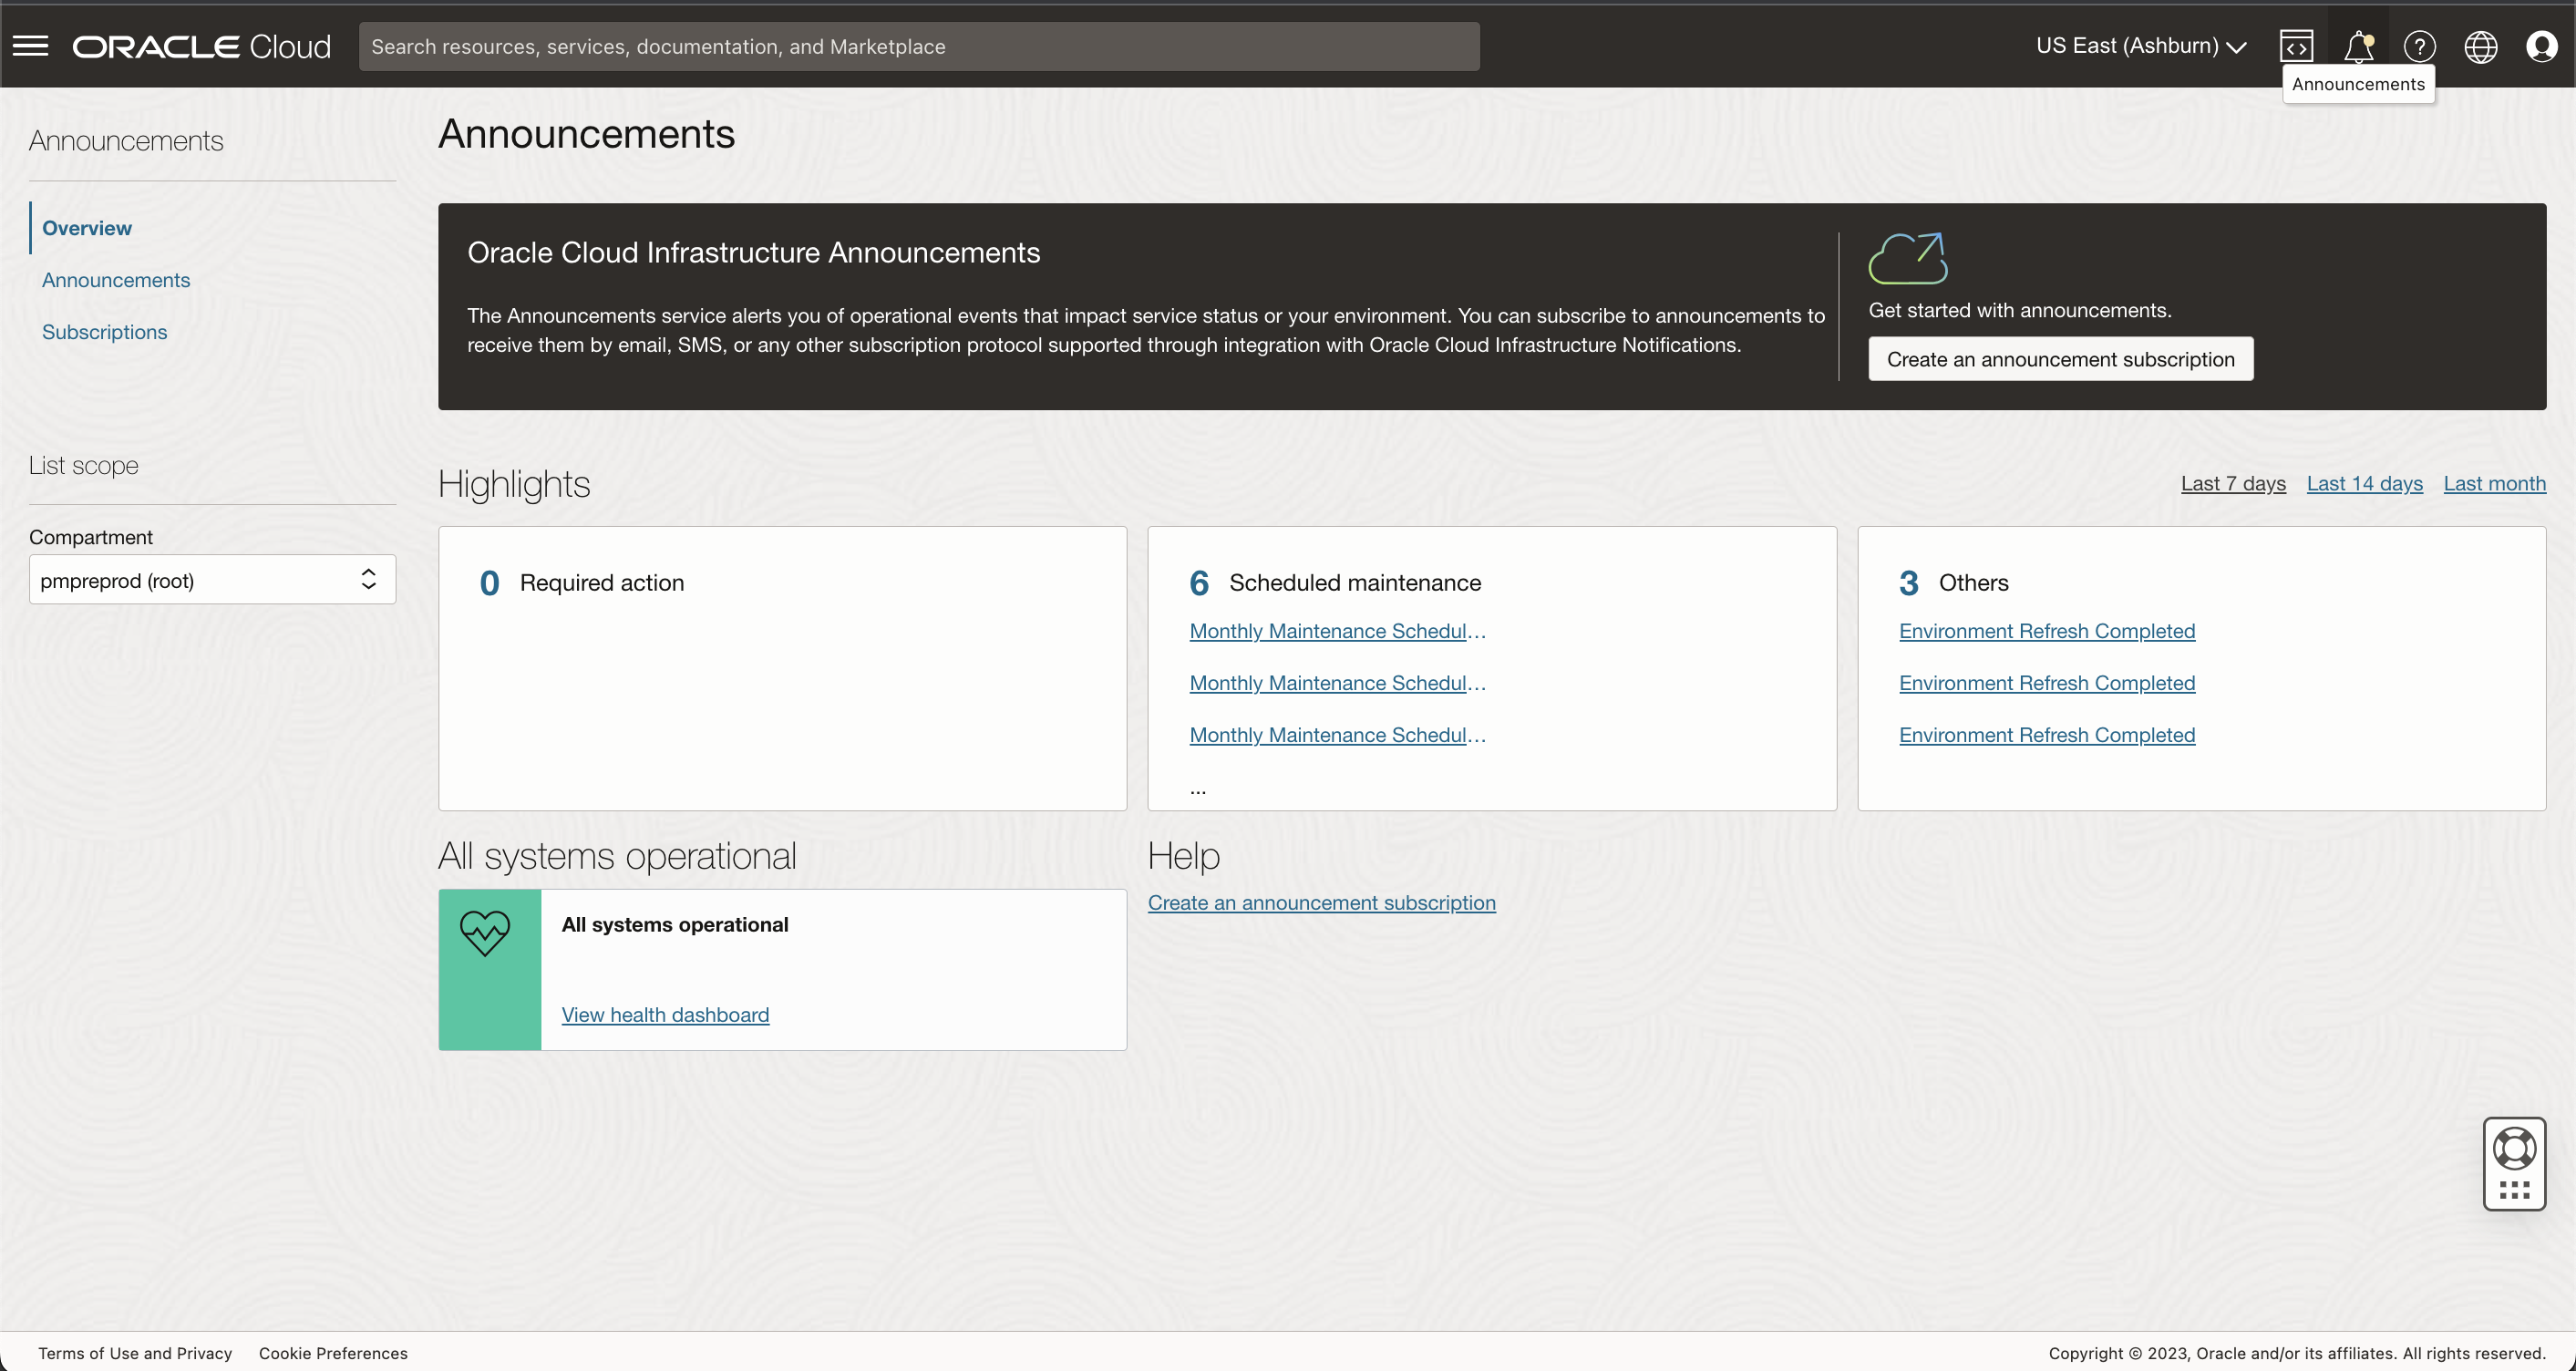 ORACLE Cloud
Search resources, services, documentation, and Marketplace
US East (Ashburn)
Announcements
Announcements
Overview
Announcements
Subscriptions
List scope
Compartment
pmpreprod (root)
Announcements
Oracle Cloud Infrastructure Announcements
The Announcements service alerts you of operational events that impact service status or your environment. You can subscribe to announcements to
receive them by email, SMS, or any other subscription protocol supported through integration with Oracle Cloud Infrastructure Notifications.
Get started with announcements.
Create an announcement subscription
Highlights
Last 7 days Last 14 days Last month
0 Required action
6 Scheduled maintenance
Monthly Maintenance Schedul...
Monthly Maintenance Schedul...
Monthly Maintenance Schedul...
...
3 Others
Environment Refresh Completed
Environment Refresh Completed
Environment Refresh Completed
All systems operational
All systems operational
View health dashboard
Help
Create an announcement subscription
Terms of Use and Privacy Cookie Preferences
Copyright © 2023, Oracle and/or its affiliates. All rights reserved.